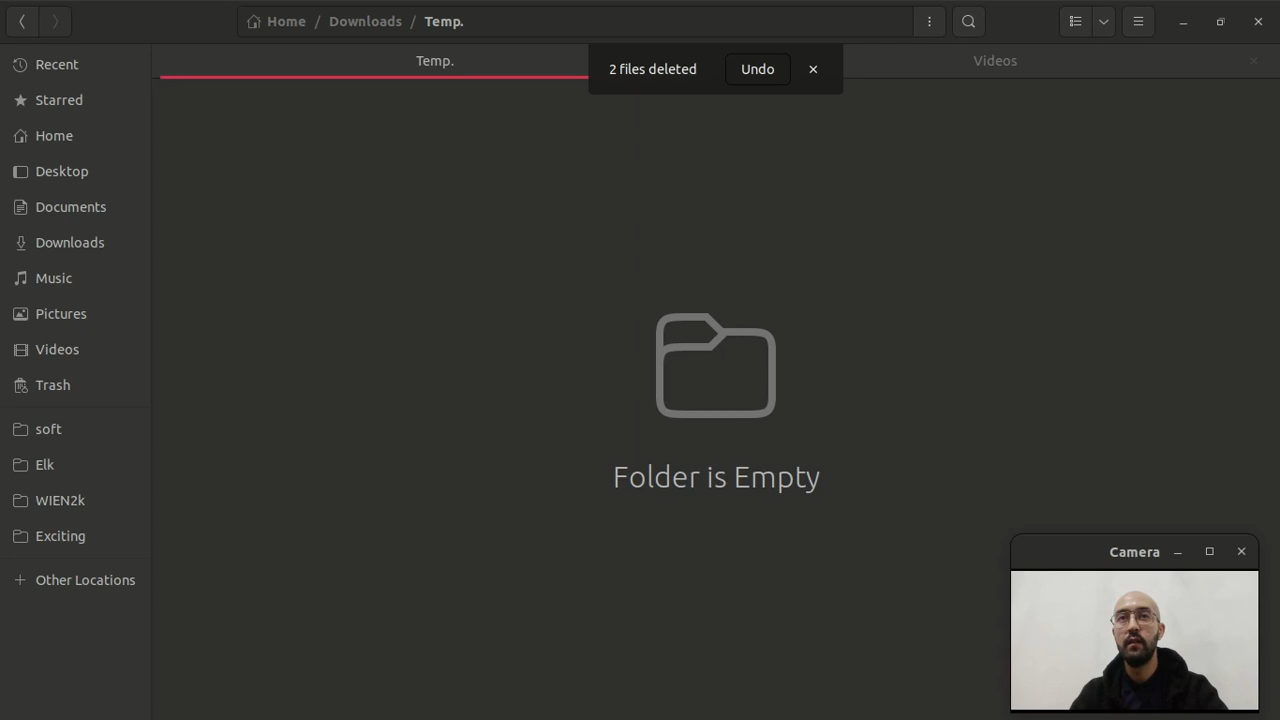 Home / Downloads / Temp.
Temp.
2 files deleted
Undo
Videos
Recent
Starred
Home
Desktop
Documents
Downloads
Music
Pictures
Videos
Trash
soft
Elk
WIEN2k
Exciting
Other Locations
Folder is Empty
Camera